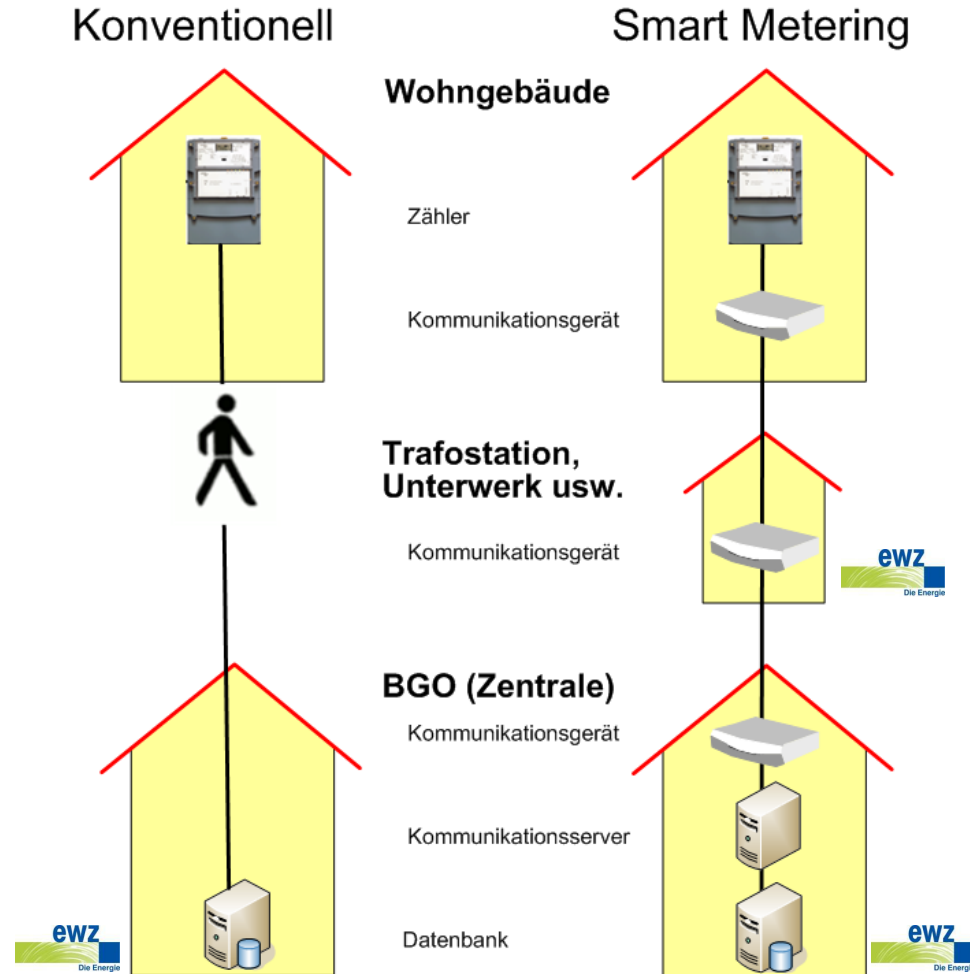 Konventionell
Smart Metering
Wohngebäude
Zähler
Kommunikationsgerät
Trafostation,
Unterwerk usw.
Kommunikationsgerät
ewz
Die Energie
BGO (Zentrale)
Kommunikationsgerät
Kommunikationsserver
Datenbank
ewz
Die Energie
ewz
Die Energie